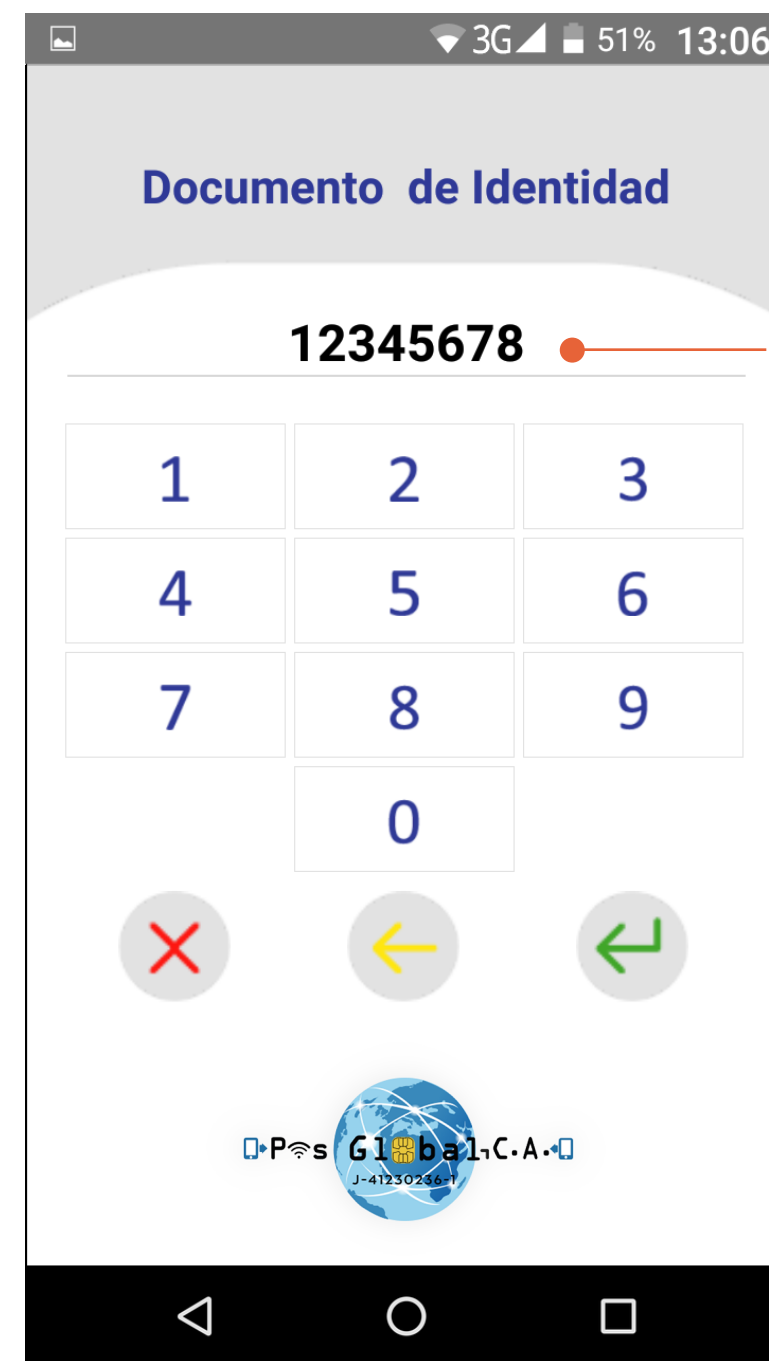 3G 51% 13:06
Documento de Identidad
12345678
1 2 3
4 5 6
7 8 9
0
Pos Global, C.A.
J-41230236-1